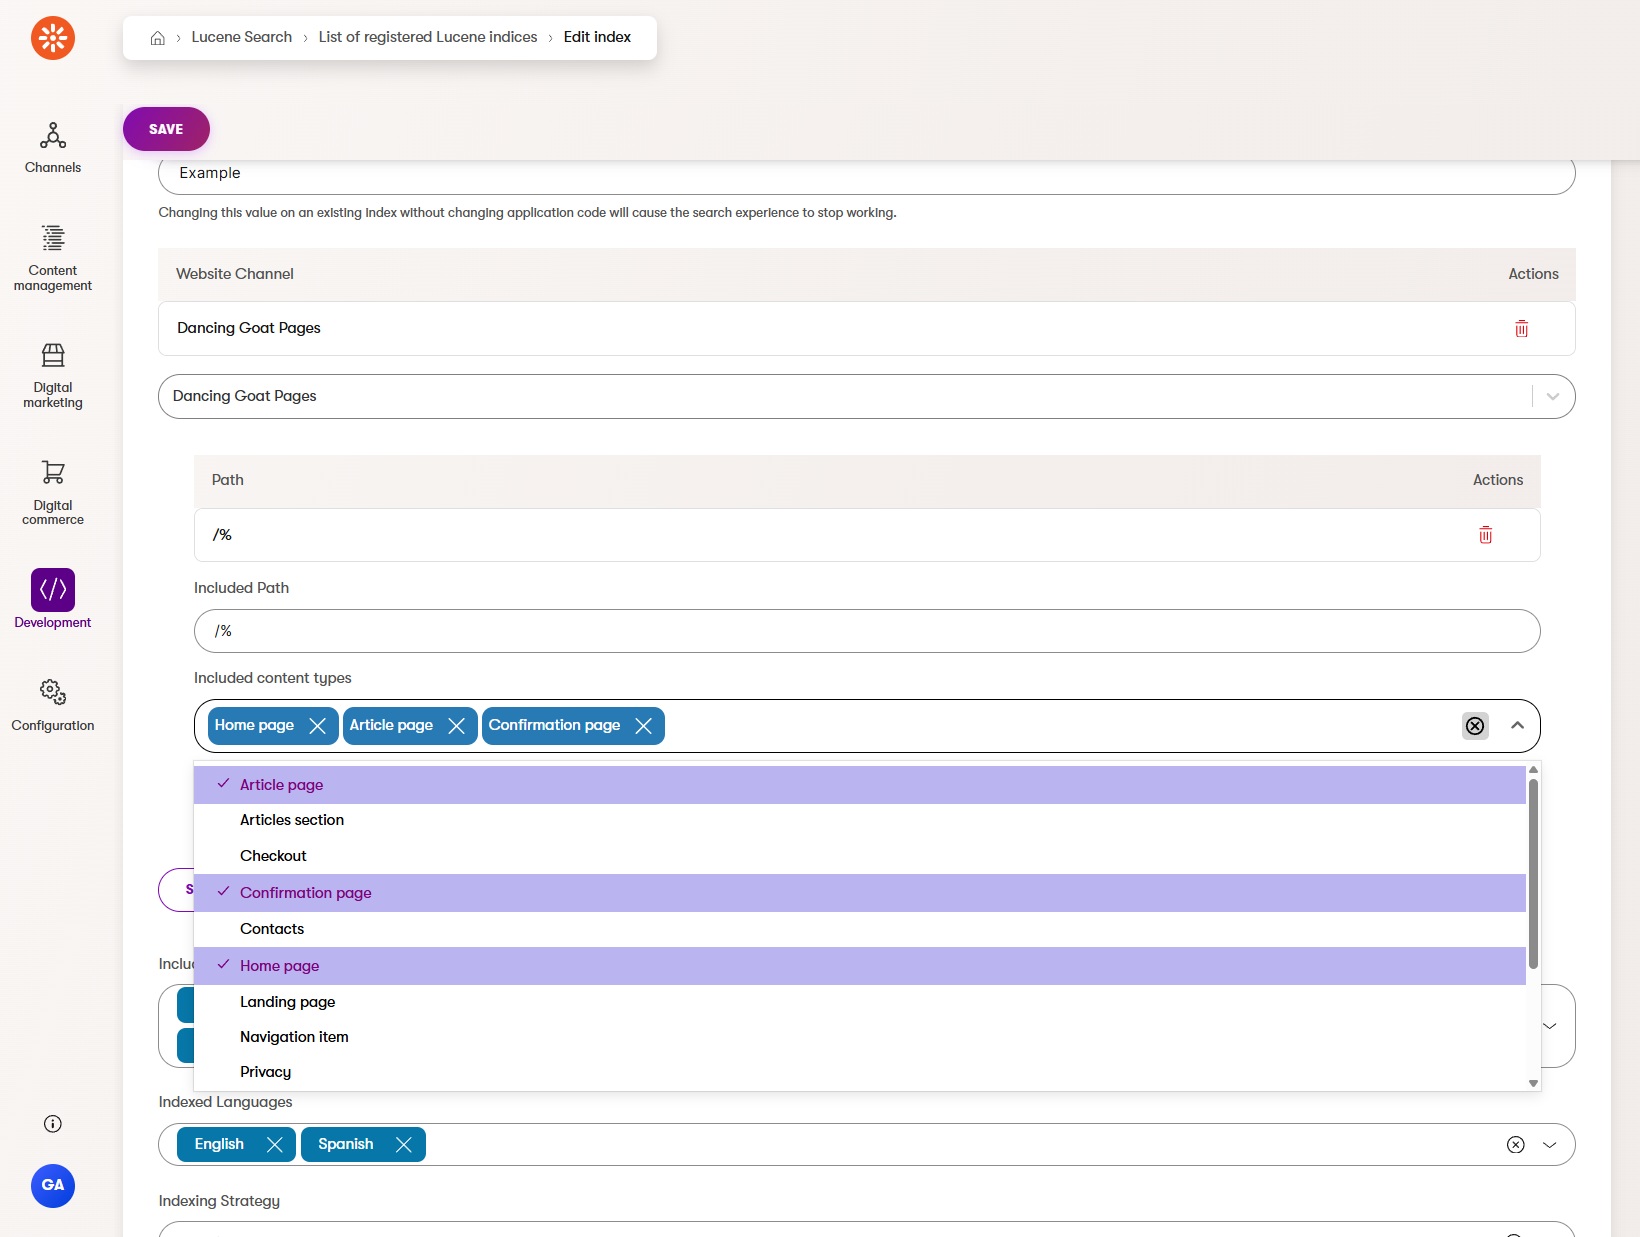 Lucene Search
List of registered Lucene indices
Edit index
SAVE
Channels
Content
management
Digital
marketing
Digital
commerce
Development
Configuration
GA
Example
Changing this value on an existing index without changing application code will cause the search experience to stop working.
Website Channel
Actions
Dancing Goat Pages
Dancing Goat Pages
Path
Actions
/%
Included Path
/%
Included content types
Home page
Article page
Confirmation page
Article page
Articles section
Checkout
Confirmation page
Contacts
Home page
Landing page
Navigation item
Privacy
Indexed Languages
English
Spanish
Indexing Strategy